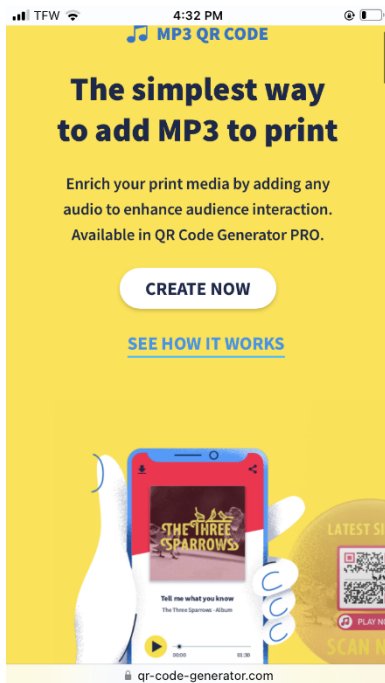 TFW
4:32 PM
MP3 QR CODE
The simplest way
to add MP3 to print
Enrich your print media by adding any
audio to enhance audience interaction.
Available in QR Code Generator PRO.
CREATE NOW
SEE HOW IT WORKS
THE THREE
SPARROWS
LATEST SI
Tell me what you know
The Three Sparrows - Album
PLAY N
00:00
03:30
SCAN N
qr-code-generator.com